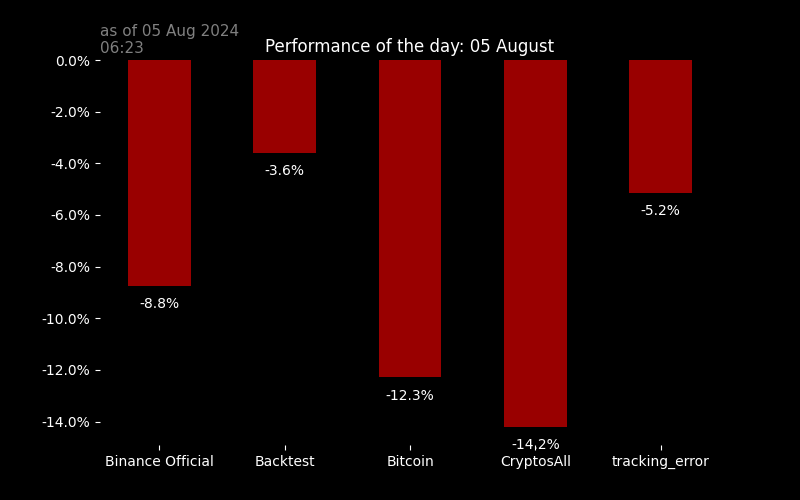 as of 05 Aug 2024
06:23
Performance of the day: 05 August
0.0%
-2.0%
-4.0%
-6.0%
-8.0%
-10.0%
-12.0%
-14.0%
-8.8%
-3.6%
-12.3%
-14.2%
-5.2%
Binance Official
Backtest
Bitcoin
CryptosAll
tracking_error